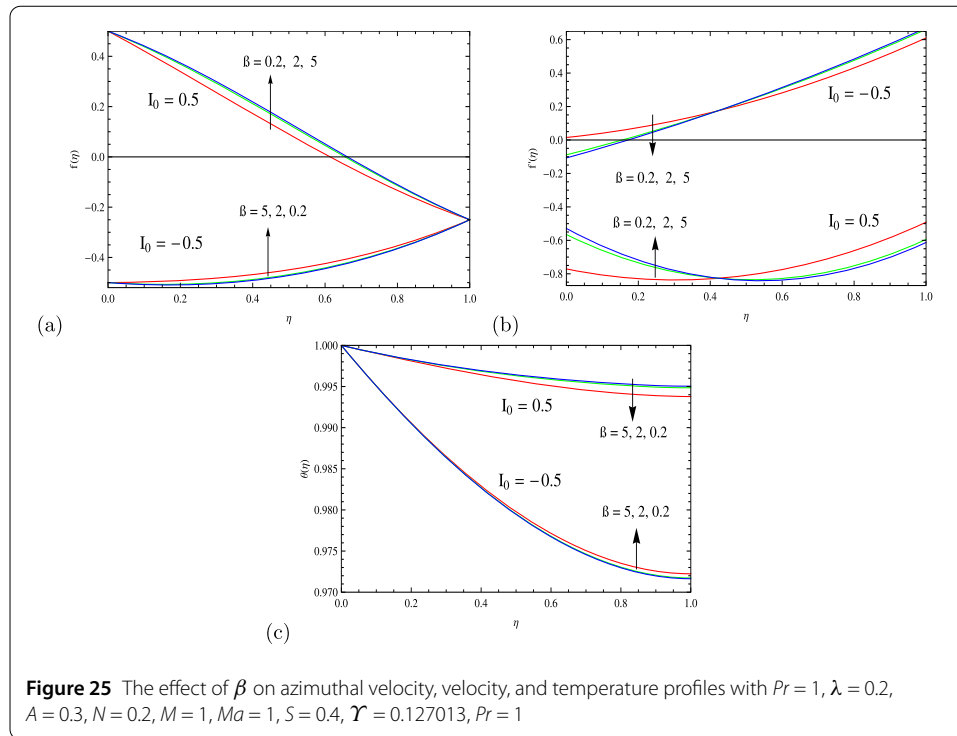 0.4
0.2
0.0
−0.2
−0.4
f(η)
ß = 0.2, 2, 5
I0 = 0.5
ß = 5, 2, 0.2
I0 = −0.5
0.0 0.2 0.4 0.6 0.8 1.0
η
(a)
0.6
0.4
0.2
0.0
−0.2
−0.4
−0.6
−0.8
f'(η)
I0 = −0.5
ß = 0.2, 2, 5
ß = 0.2, 2, 5
I0 = 0.5
0.0 0.2 0.4 0.6 0.8 1.0
η
(b)
1.000
0.995
0.990
0.985
0.980
0.975
0.970
θ(η)
I0 = 0.5
ß = 5, 2, 0.2
I0 = −0.5
ß = 5, 2, 0.2
0.0 0.2 0.4 0.6 0.8 1.0
η
(c)
Figure 25 The effect of β on azimuthal velocity, velocity, and temperature profiles with Pr = 1, λ = 0.2,
A = 0.3, N = 0.2, M = 1, Ma = 1, S = 0.4, ϒ = 0.127013, Pr = 1